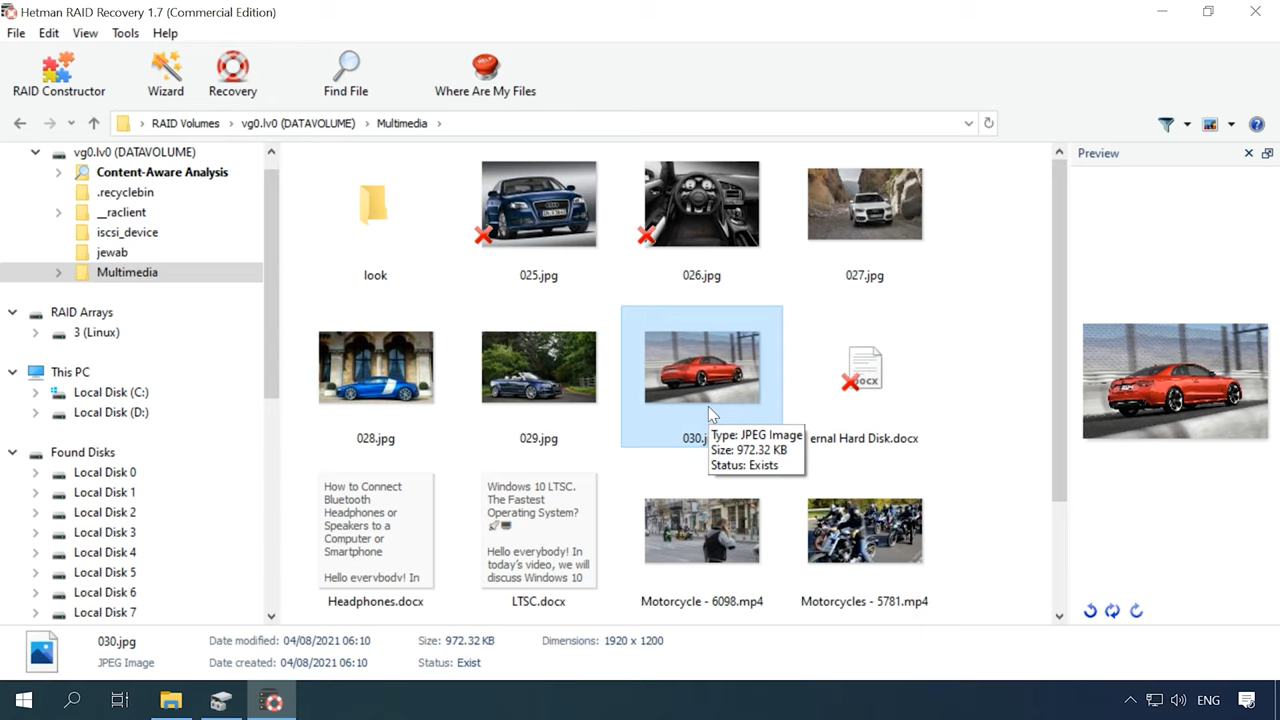 Hetman RAID Recovery 1.7 (Commercial Edition)
File Edit View Tools Help
RAID Constructor Wizard Recovery Find File Where Are My Files
RAID Volumes vg0.lv0 (DATAVOLUME) Multimedia
vg0.lv0 (DATAVOLUME)
Content-Aware Analysis
.recyclebin
__raclient
iscsi_device
jewab
Multimedia
RAID Arrays
3 (Linux)
This PC
Local Disk (C:)
Local Disk (D:)
Found Disks
Local Disk 0
Local Disk 1
Local Disk 2
Local Disk 3
Local Disk 4
Local Disk 5
Local Disk 6
Local Disk 7
look 025.jpg 026.jpg 027.jpg
DOCX
028.jpg 029.jpg 030.j ernal Hard Disk.docx
Type: JPEG Image
Size: 972.32 KB
Status: Exists
How to Connect
Bluetooth
Headphones or
Speakers to a
Computer or
Smartphone
Hello everybody! In
Windows 10 LTSC.
The Fastest
Operating System?
Hello everybody! In
today's video, we will
discuss Windows 10
Headphones.docx LTSC.docx Motorcycle - 6098.mp4 Motorcycles - 5781.mp4
Preview
030.jpg Date modified: 04/08/2021 06:10 Size: 972.32 KB Dimensions: 1920 x 1200
JPEG Image Date created: 04/08/2021 06:10 Status: Exist
ENG